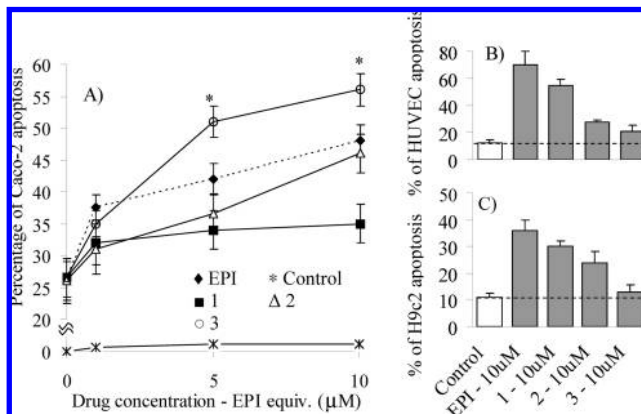 A)
Percentage of Caco-2 apoptosis
60
55
50
45
40
35
30
25
20
0
*
*
◆ EPI
* Control
■ 1
Δ 2
○ 3
0
5
10
Drug concentration - EPI equiv. (μM)
B)
% of HUVEC apoptosis
80
60
40
20
0
C)
% of H9c2 apoptosis
50
40
30
20
10
0
Control
EPI - 10uM
1 - 10uM
2 - 10uM
3 - 10uM